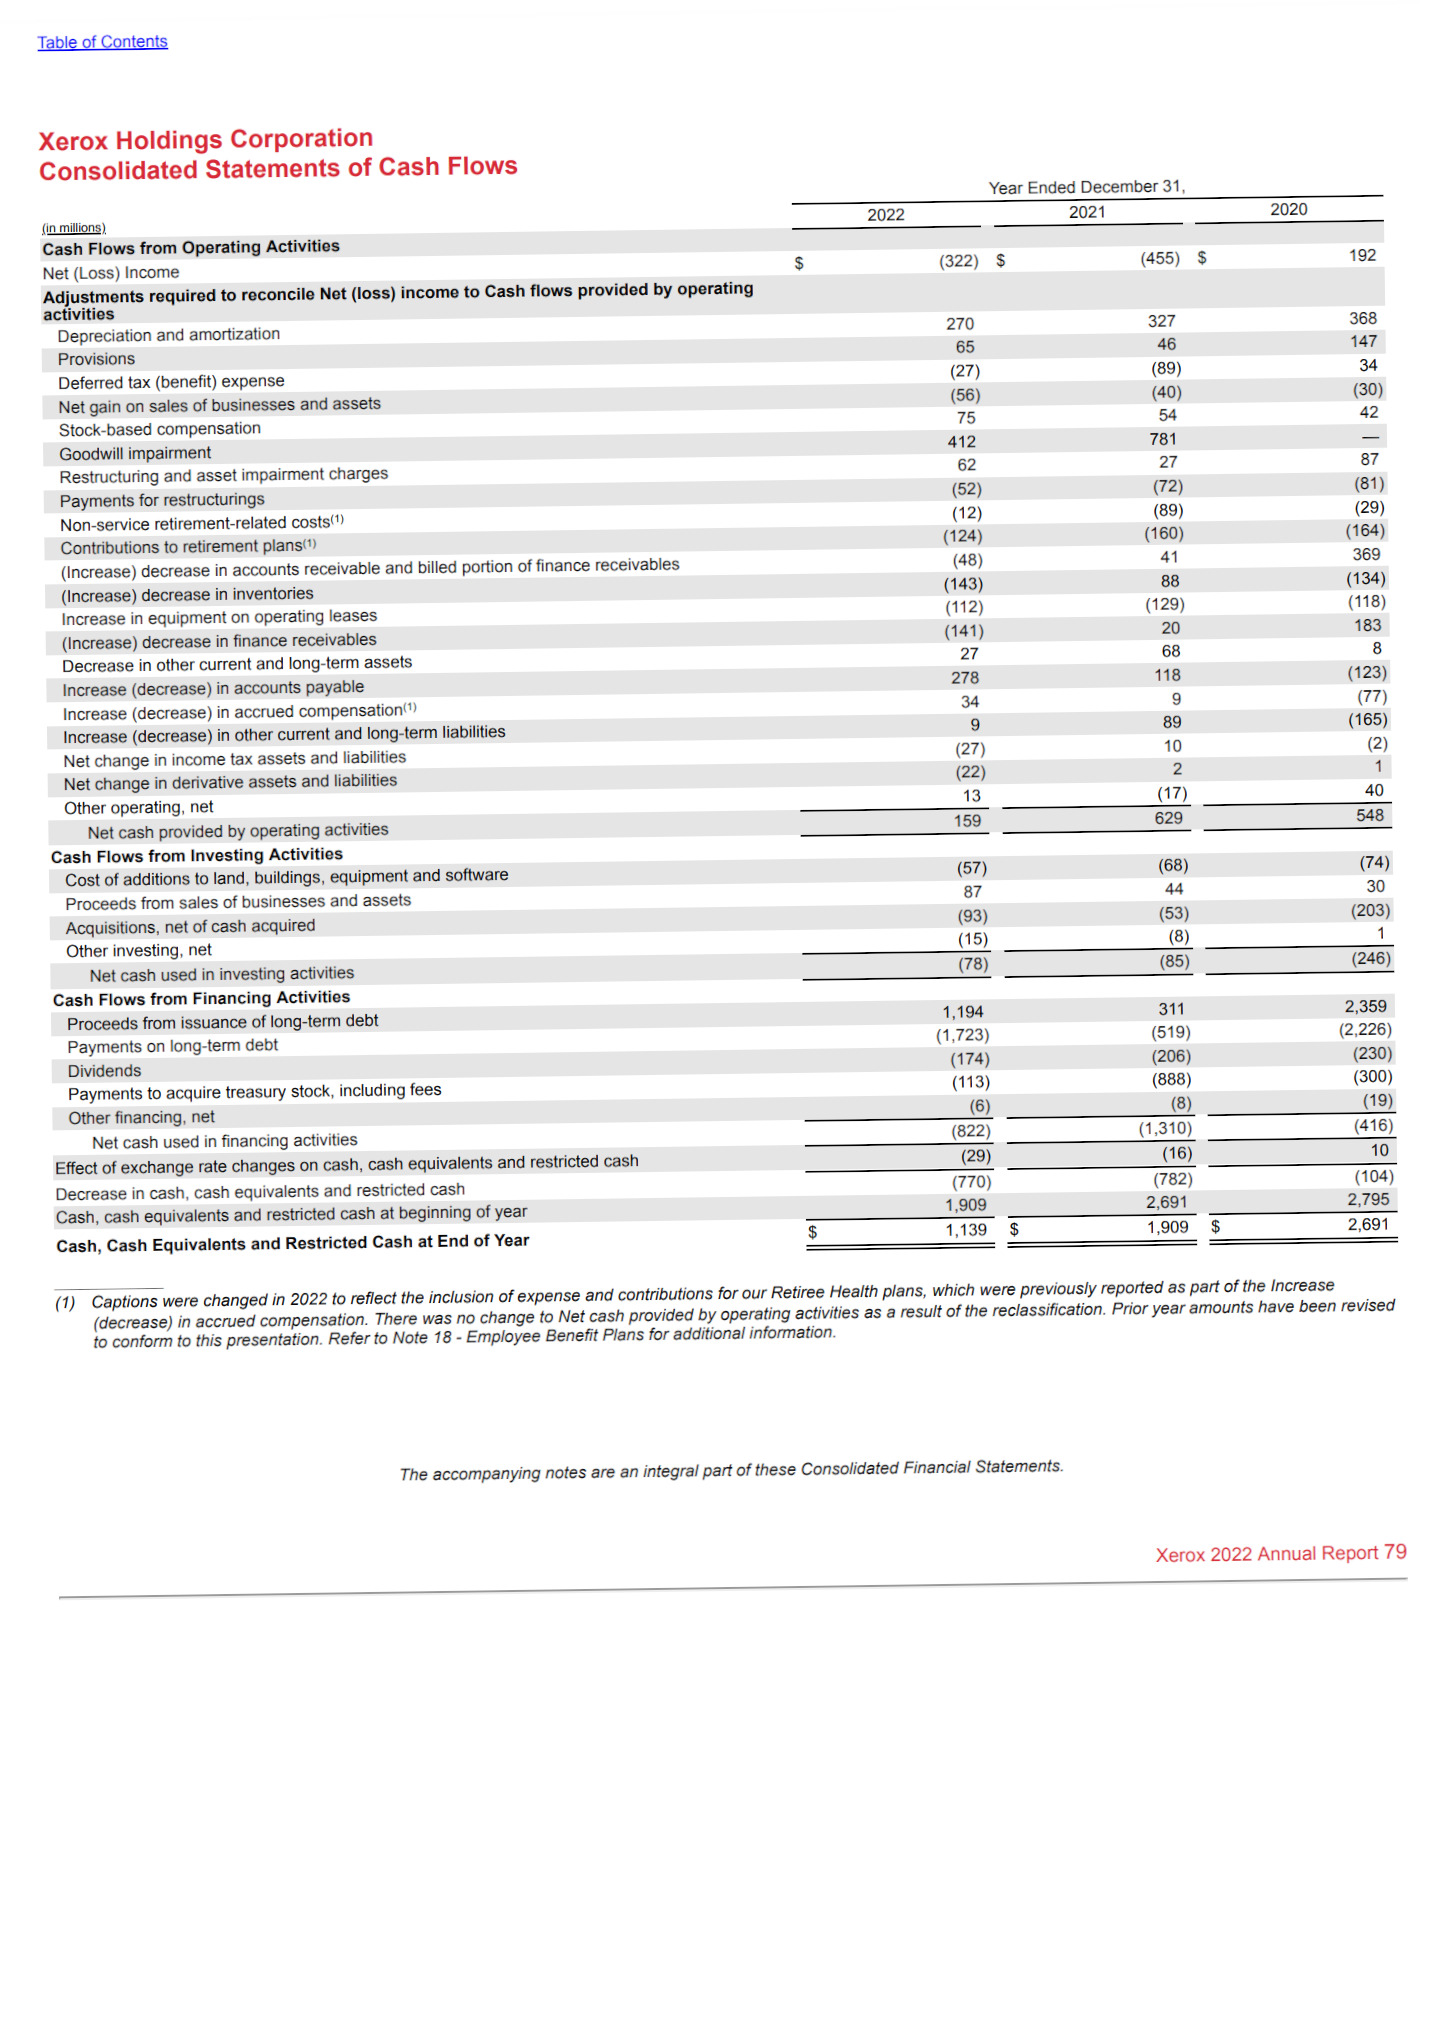 Table of Contents
Xerox Holdings Corporation
Consolidated Statements of Cash Flows
Year Ended December 31,
(in millions) 2022 2021 2020
Cash Flows from Operating Activities
Net (Loss) Income $ (322) $ (455) $ 192
Adjustments required to reconcile Net (loss) income to Cash flows provided by operating
activities
Depreciation and amortization 270 327 368
Provisions 65 46 147
Deferred tax (benefit) expense (27) (89) 34
Net gain on sales of businesses and assets (56) (40) (30)
Stock-based compensation 75 54 42
Goodwill impairment 412 781 —
Restructuring and asset impairment charges 62 27 87
Payments for restructurings (52) (72) (81)
Non-service retirement-related costs(1) (12) (89) (29)
Contributions to retirement plans(1) (124) (160) (164)
(Increase) decrease in accounts receivable and billed portion of finance receivables (48) 41 369
(Increase) decrease in inventories (143) 88 (134)
Increase in equipment on operating leases (112) (129) (118)
(Increase) decrease in finance receivables (141) 20 183
Decrease in other current and long-term assets 27 68 8
Increase (decrease) in accounts payable 278 118 (123)
Increase (decrease) in accrued compensation(1) 34 9 (77)
Increase (decrease) in other current and long-term liabilities 9 89 (165)
Net change in income tax assets and liabilities (27) 10 (2)
Net change in derivative assets and liabilities (22) 2 1
Other operating, net 13 (17) 40
Net cash provided by operating activities 159 629 548
Cash Flows from Investing Activities
Cost of additions to land, buildings, equipment and software (57) (68) (74)
Proceeds from sales of businesses and assets 87 44 30
Acquisitions, net of cash acquired (93) (53) (203)
Other investing, net (15) (8) 1
Net cash used in investing activities (78) (85) (246)
Cash Flows from Financing Activities
Proceeds from issuance of long-term debt 1,194 311 2,359
Payments on long-term debt (1,723) (519) (2,226)
Dividends (174) (206) (230)
Payments to acquire treasury stock, including fees (113) (888) (300)
Other financing, net (6) (8) (19)
Net cash used in financing activities (822) (1,310) (416)
Effect of exchange rate changes on cash, cash equivalents and restricted cash (29) (16) 10
Decrease in cash, cash equivalents and restricted cash (770) (782) (104)
Cash, cash equivalents and restricted cash at beginning of year 1,909 2,691 2,795
Cash, Cash Equivalents and Restricted Cash at End of Year $ 1,139 $ 1,909 $ 2,691
(1) Captions were changed in 2022 to reflect the inclusion of expense and contributions for our Retiree Health plans, which were previously reported as part of the Increase
(decrease) in accrued compensation. There was no change to Net cash provided by operating activities as a result of the reclassification. Prior year amounts have been revised
to conform to this presentation. Refer to Note 18 - Employee Benefit Plans for additional information.
The accompanying notes are an integral part of these Consolidated Financial Statements.
Xerox 2022 Annual Report 79